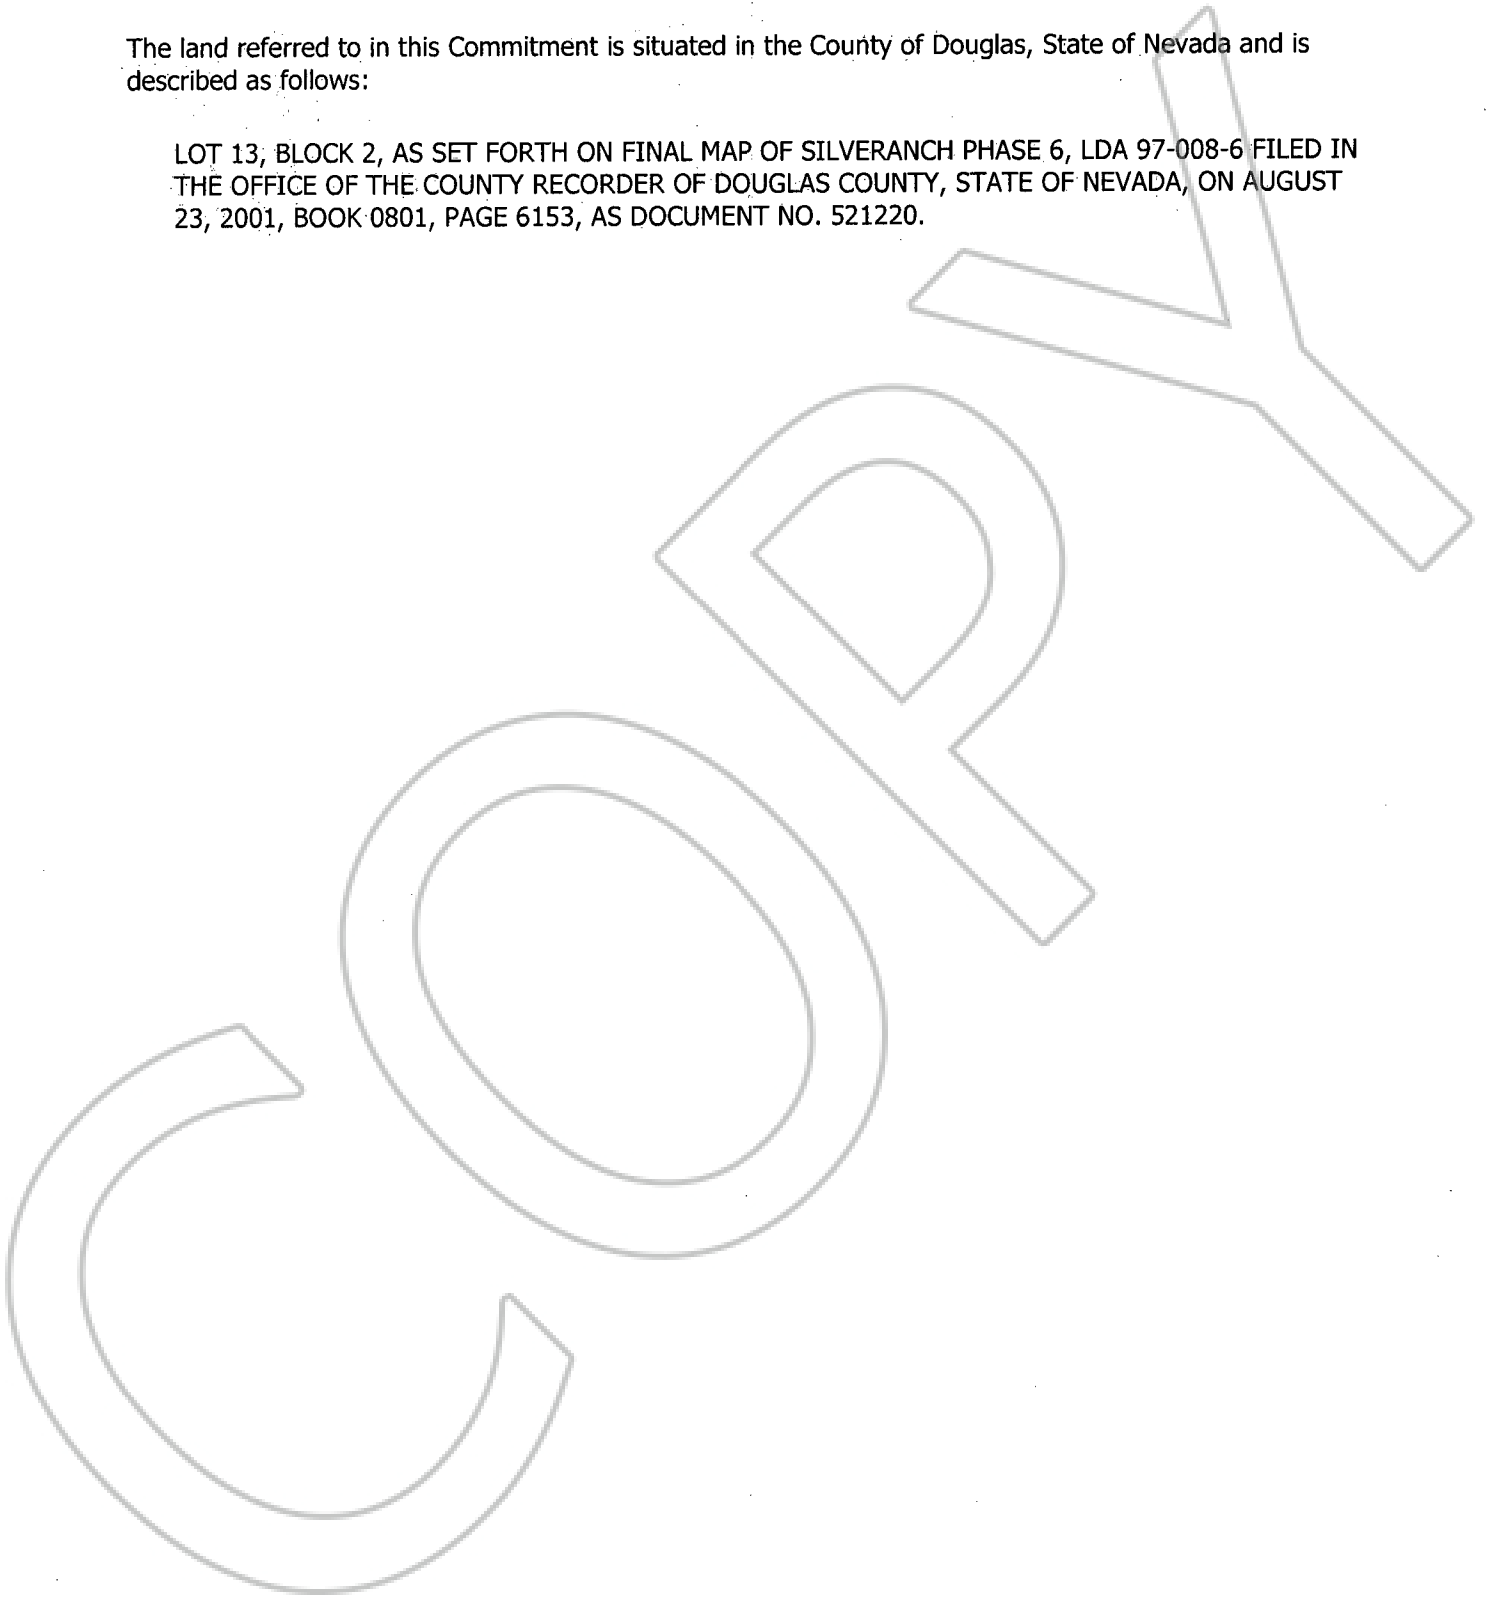 The land referred to in this Commitment is situated in the County of Douglas, State of Nevada and is
described as follows:
LOT 13, BLOCK 2, AS SET FORTH ON FINAL MAP OF SILVERANCH PHASE 6, LDA 97-008-6 FILED IN
THE OFFICE OF THE COUNTY RECORDER OF DOUGLAS COUNTY, STATE OF NEVADA, ON AUGUST
23, 2001, BOOK 0801, PAGE 6153, AS DOCUMENT NO. 521220.
COPY